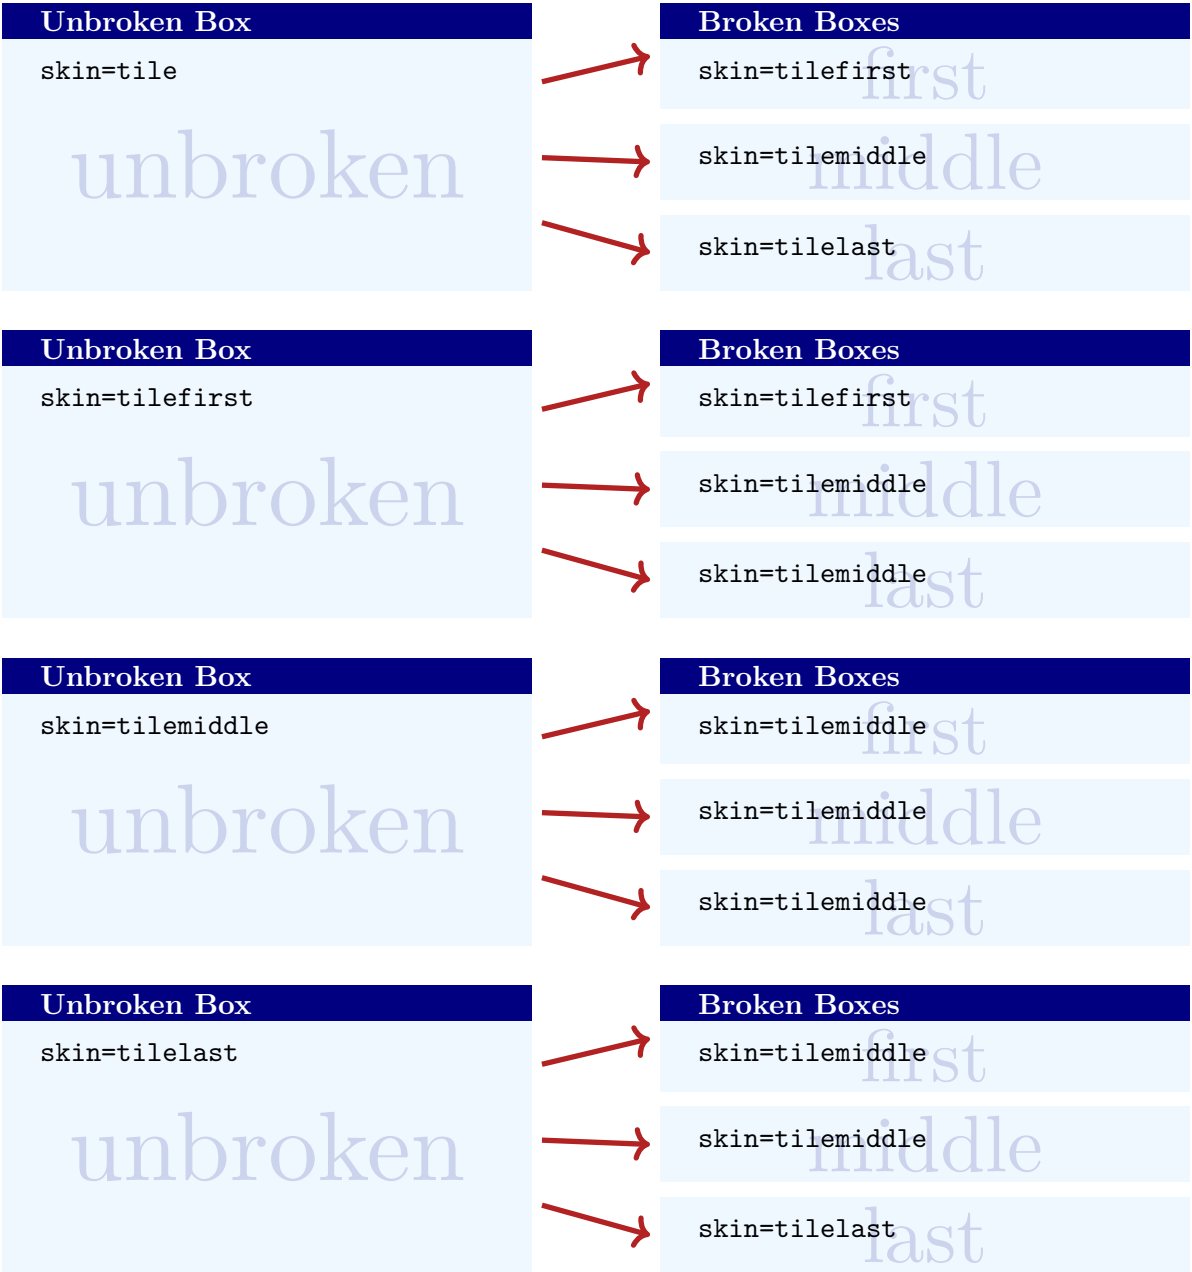 Unbroken Box
skin=tile
unbroken
Broken Boxes
skin=tilefirst
first
skin=tilemiddle
middle
skin=tilelast
last
Unbroken Box
skin=tilefirst
unbroken
Broken Boxes
skin=tilefirst
first
skin=tilemiddle
middle
skin=tilemiddle
last
Unbroken Box
skin=tilemiddle
unbroken
Broken Boxes
skin=tilemiddle
first
skin=tilemiddle
middle
skin=tilemiddle
last
Unbroken Box
skin=tilelast
unbroken
Broken Boxes
skin=tilemiddle
first
skin=tilemiddle
middle
skin=tilelast
last